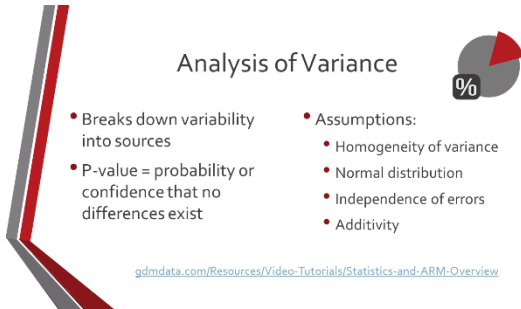 Analysis of Variance
%
• Breaks down variability
into sources
• P-value = probability or
confidence that no
differences exist
• Assumptions:
• Homogeneity of variance
• Normal distribution
• Independence of errors
• Additivity
gdmdata.com/Resources/Video-Tutorials/Statistics-and-ARM-Overview